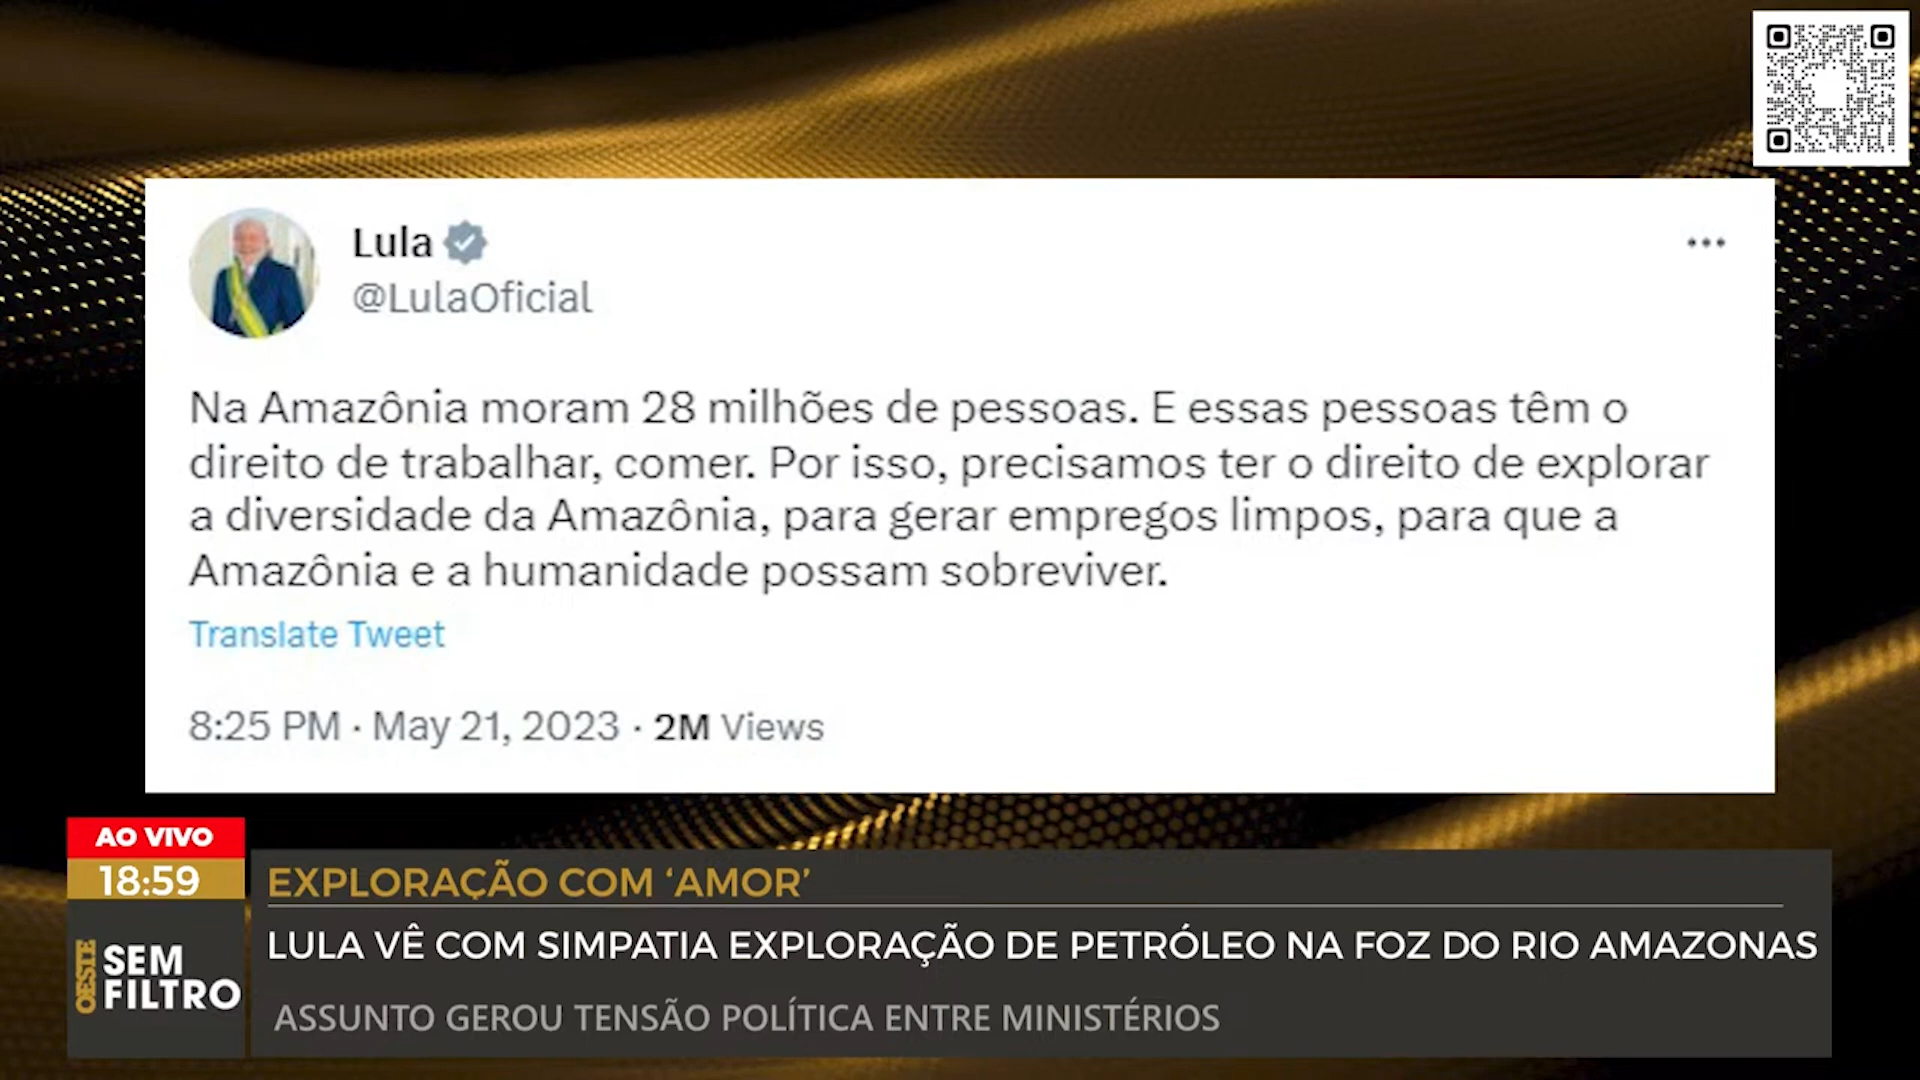 Lula
@LulaOficial
Na Amazônia moram 28 milhões de pessoas. E essas pessoas têm o
direito de trabalhar, comer. Por isso, precisamos ter o direito de explorar
a diversidade da Amazônia, para gerar empregos limpos, para que a
Amazônia e a humanidade possam sobreviver.
Translate Tweet
8:25 PM · May 21, 2023 · 2M Views
AO VIVO
18:59
OESTE
SEM
FILTRO
EXPLORAÇÃO COM ‘AMOR’
LULA VÊ COM SIMPATIA EXPLORAÇÃO DE PETRÓLEO NA FOZ DO RIO AMAZONAS
ASSUNTO GEROU TENSÃO POLÍTICA ENTRE MINISTÉRIOS